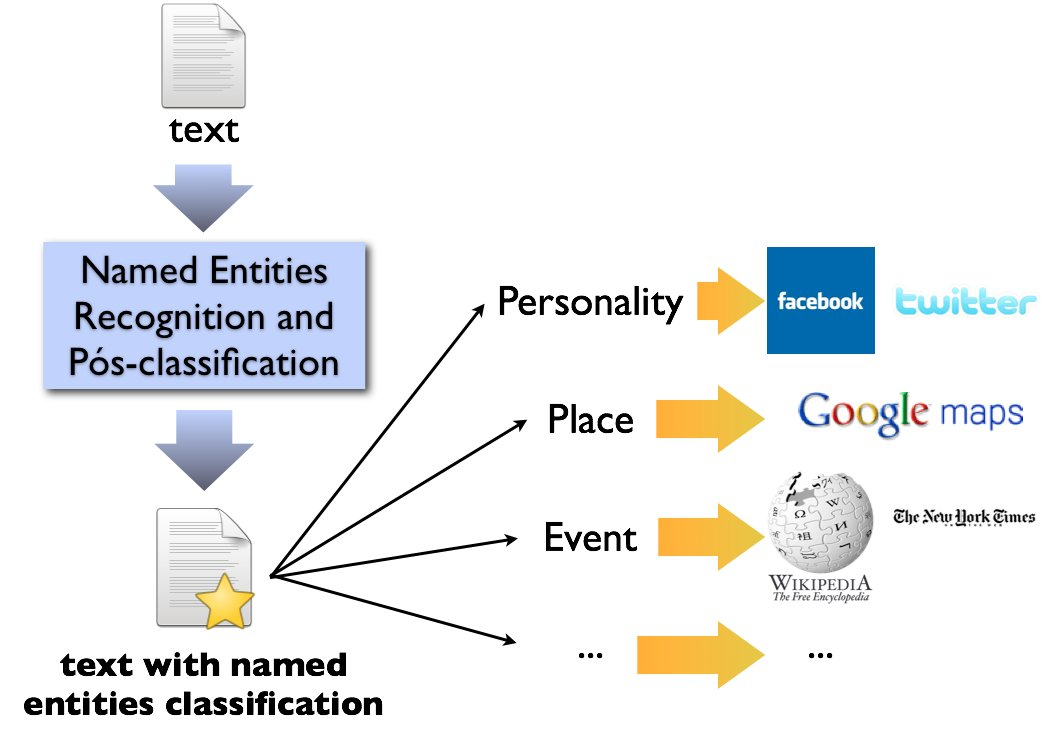 text
Named Entities
Recognition and
Pós-classification
text with named
entities classification
Personality
facebook
twitter
Place
Google maps
Event
WIKIPEDIA
The Free Encyclopedia
The New York Times
...
...